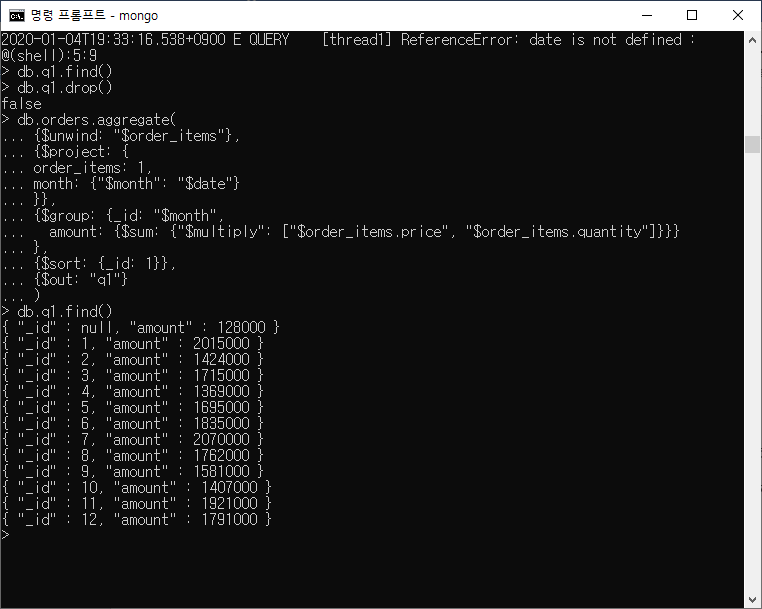 명령 프롬프트 - mongo
2020-01-04T19:33:16.538+0900 E QUERY    [thread1] ReferenceError: date is not defined :
@(shell):5:9
> db.q1.find()
> db.q1.drop()
false
> db.orders.aggregate(
... {$unwind: "$order_items"},
... {$project: {
... order_items: 1,
... month: {"$month": "$date"}
... }},
... {$group: {_id: "$month",
...   amount: {$sum: {"$multiply": ["$order_items.price", "$order_items.quantity"]}}}
... },
... {$sort: {_id: 1}},
... {$out: "q1"}
... )
> db.q1.find()
{ "_id" : null, "amount" : 128000 }
{ "_id" : 1, "amount" : 2015000 }
{ "_id" : 2, "amount" : 1424000 }
{ "_id" : 3, "amount" : 1715000 }
{ "_id" : 4, "amount" : 1369000 }
{ "_id" : 5, "amount" : 1695000 }
{ "_id" : 6, "amount" : 1835000 }
{ "_id" : 7, "amount" : 2070000 }
{ "_id" : 8, "amount" : 1762000 }
{ "_id" : 9, "amount" : 1581000 }
{ "_id" : 10, "amount" : 1407000 }
{ "_id" : 11, "amount" : 1921000 }
{ "_id" : 12, "amount" : 1791000 }
>